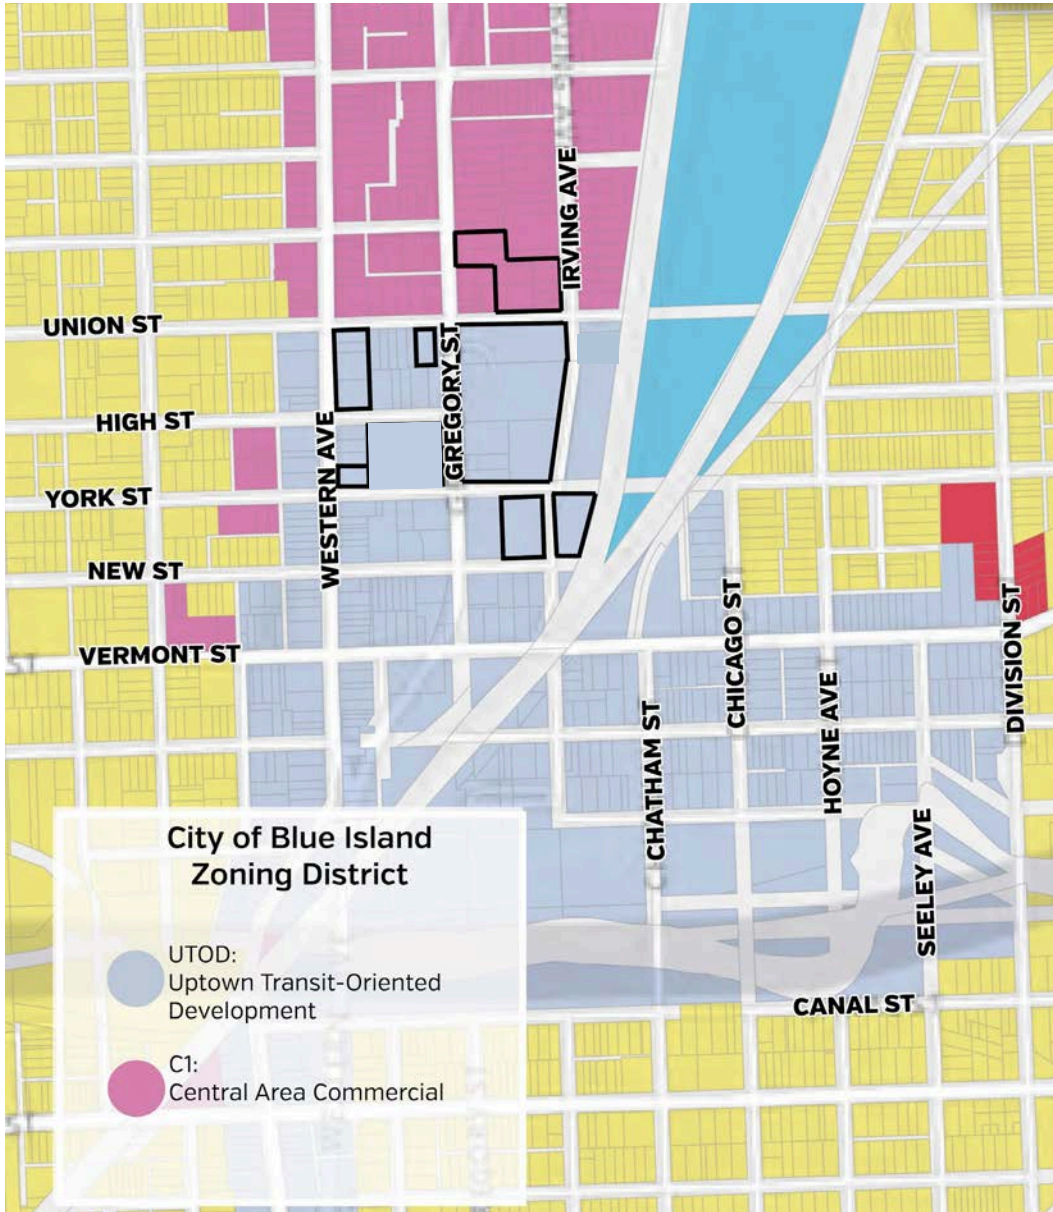 IRVING AVE
UNION ST
GREGORY ST
HIGH ST
WESTERN AVE
YORK ST
NEW ST
VERMONT ST
ST
CHICAGO ST
DIVISION ST
HOYNE AVE
CHATHAM ST
SEELEY AVE
CANAL ST
City of Blue Island
Zoning District
UTOD:
Uptown Transit-Oriented
Development
C1:
Central Area Commercial
ST